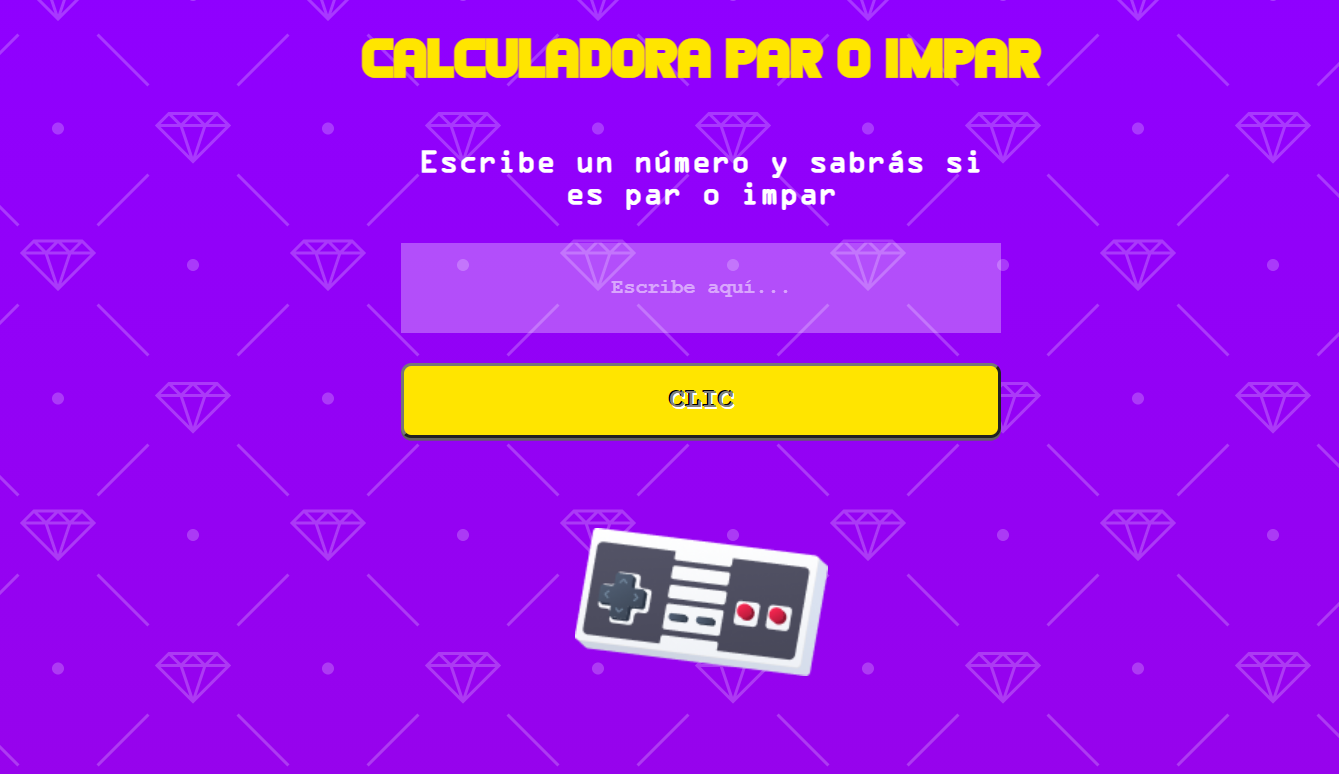 CALCULADORA PAR O IMPAR
Escribe un número y sabrás si
es par o impar
Escribe aquí...
CLIC